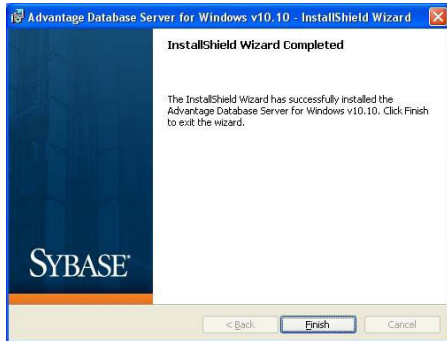 Advantage Database Server for Windows v10.10 - InstallShield Wizard
InstallShield Wizard Completed
The InstallShield Wizard has successfully installed the
Advantage Database Server for Windows v10.10. Click Finish
to exit the wizard.
SYBASE
< Back
Finish
Cancel